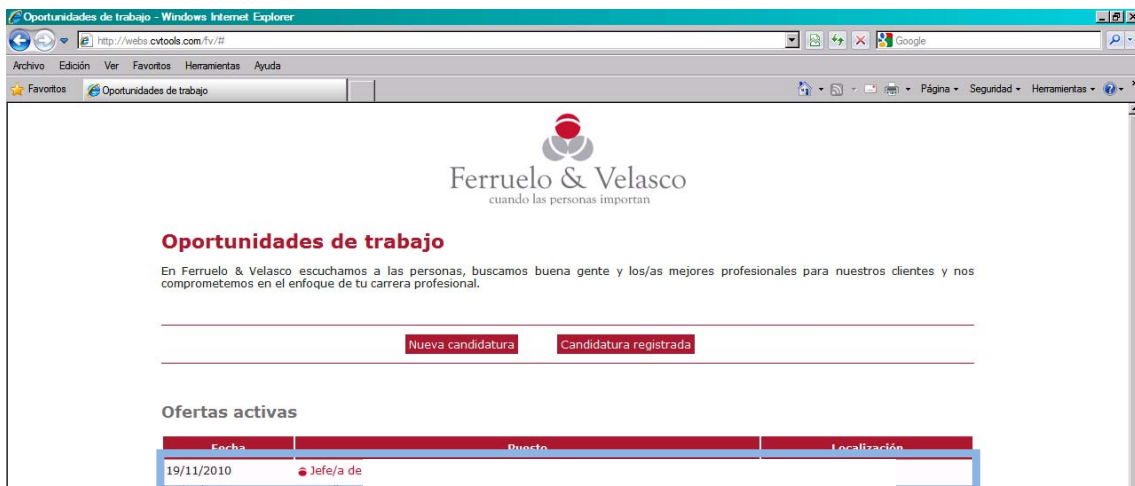 Oportunidades de trabajo - Windows Internet Explorer
http://webs.cvtools.com/fv/#
Google
Archivo Edición Ver Favoritos Herramientas Ayuda
Favoritos Oportunidades de trabajo Página Seguridad Herramientas
Ferruelo & Velasco
cuando las personas importan
Oportunidades de trabajo
En Ferruelo & Velasco escuchamos a las personas, buscamos buena gente y los/as mejores profesionales para nuestros clientes y nos
comprometemos en el enfoque de tu carrera profesional.
Nueva candidatura Candidatura registrada
Ofertas activas
Fecha Puesto Localización
19/11/2010 Jefe/a de